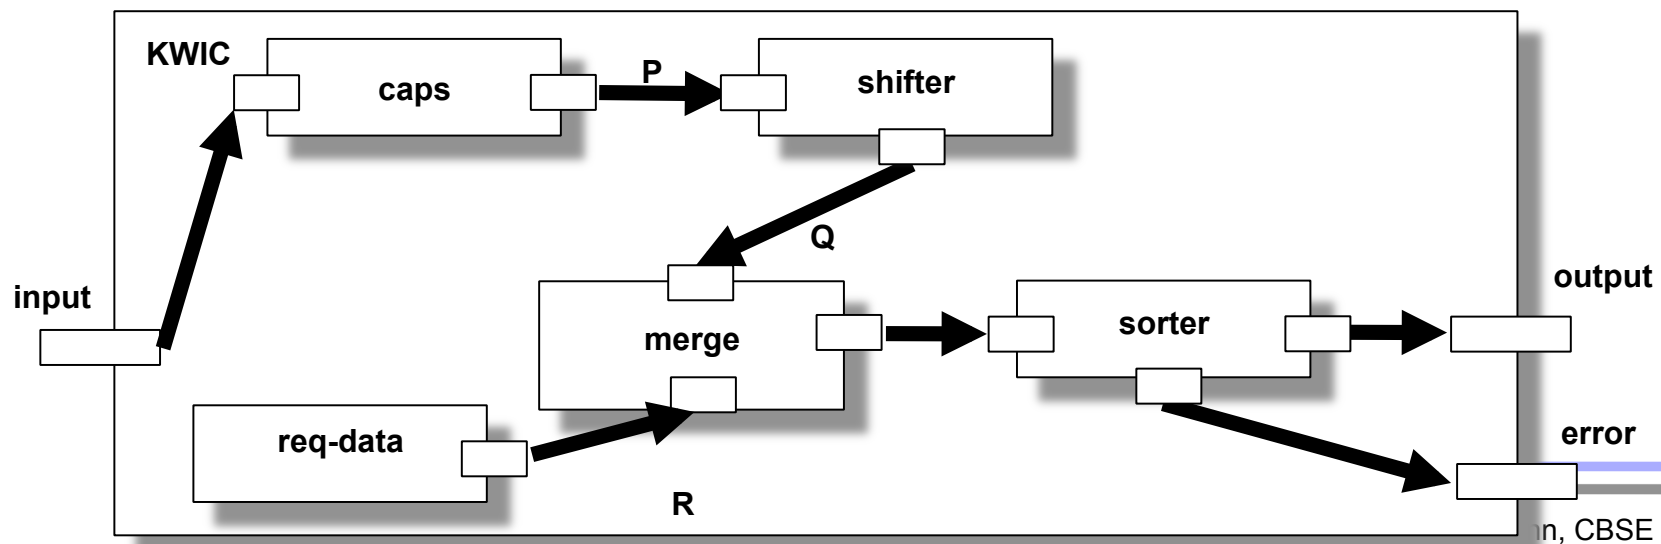 KWIC
caps
P
shifter
Q
input
merge
sorter
output
req-data
error
R
, CBSE